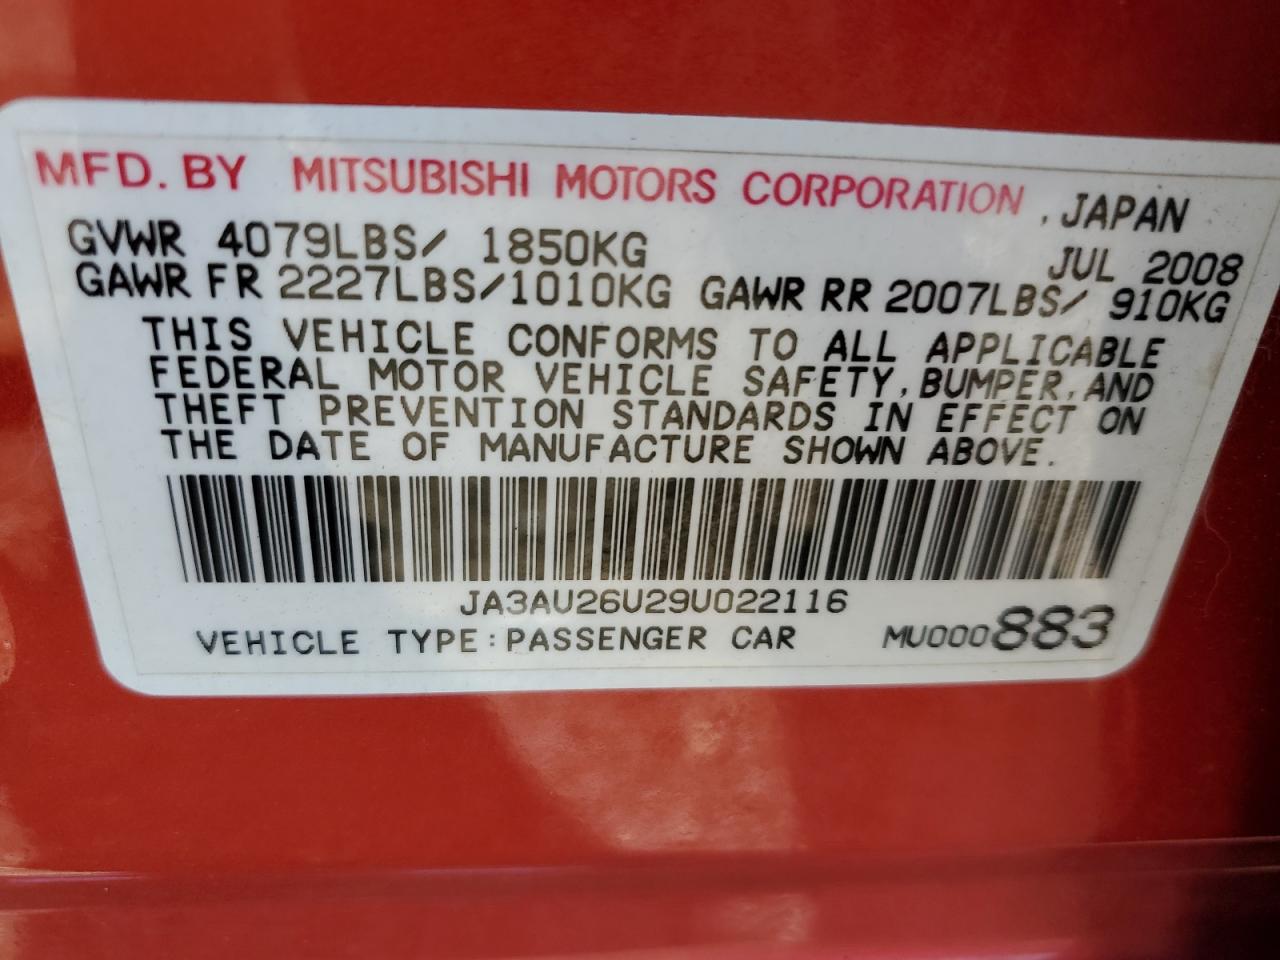 MFD. BY MITSUBISHI MOTORS CORPORATION, JAPAN
GVWR 4079LBS/ 1850KG JUL 2008
GAWR FR 2227LBS/1010KG GAWR RR 2007LBS/ 910KG
THIS VEHICLE CONFORMS TO ALL APPLICABLE
FEDERAL MOTOR VEHICLE SAFETY, BUMPER, AND
THEFT PREVENTION STANDARDS IN EFFECT ON
THE DATE OF MANUFACTURE SHOWN ABOVE.
JA3AU26U29U022116
VEHICLE TYPE: PASSENGER CAR MU000883